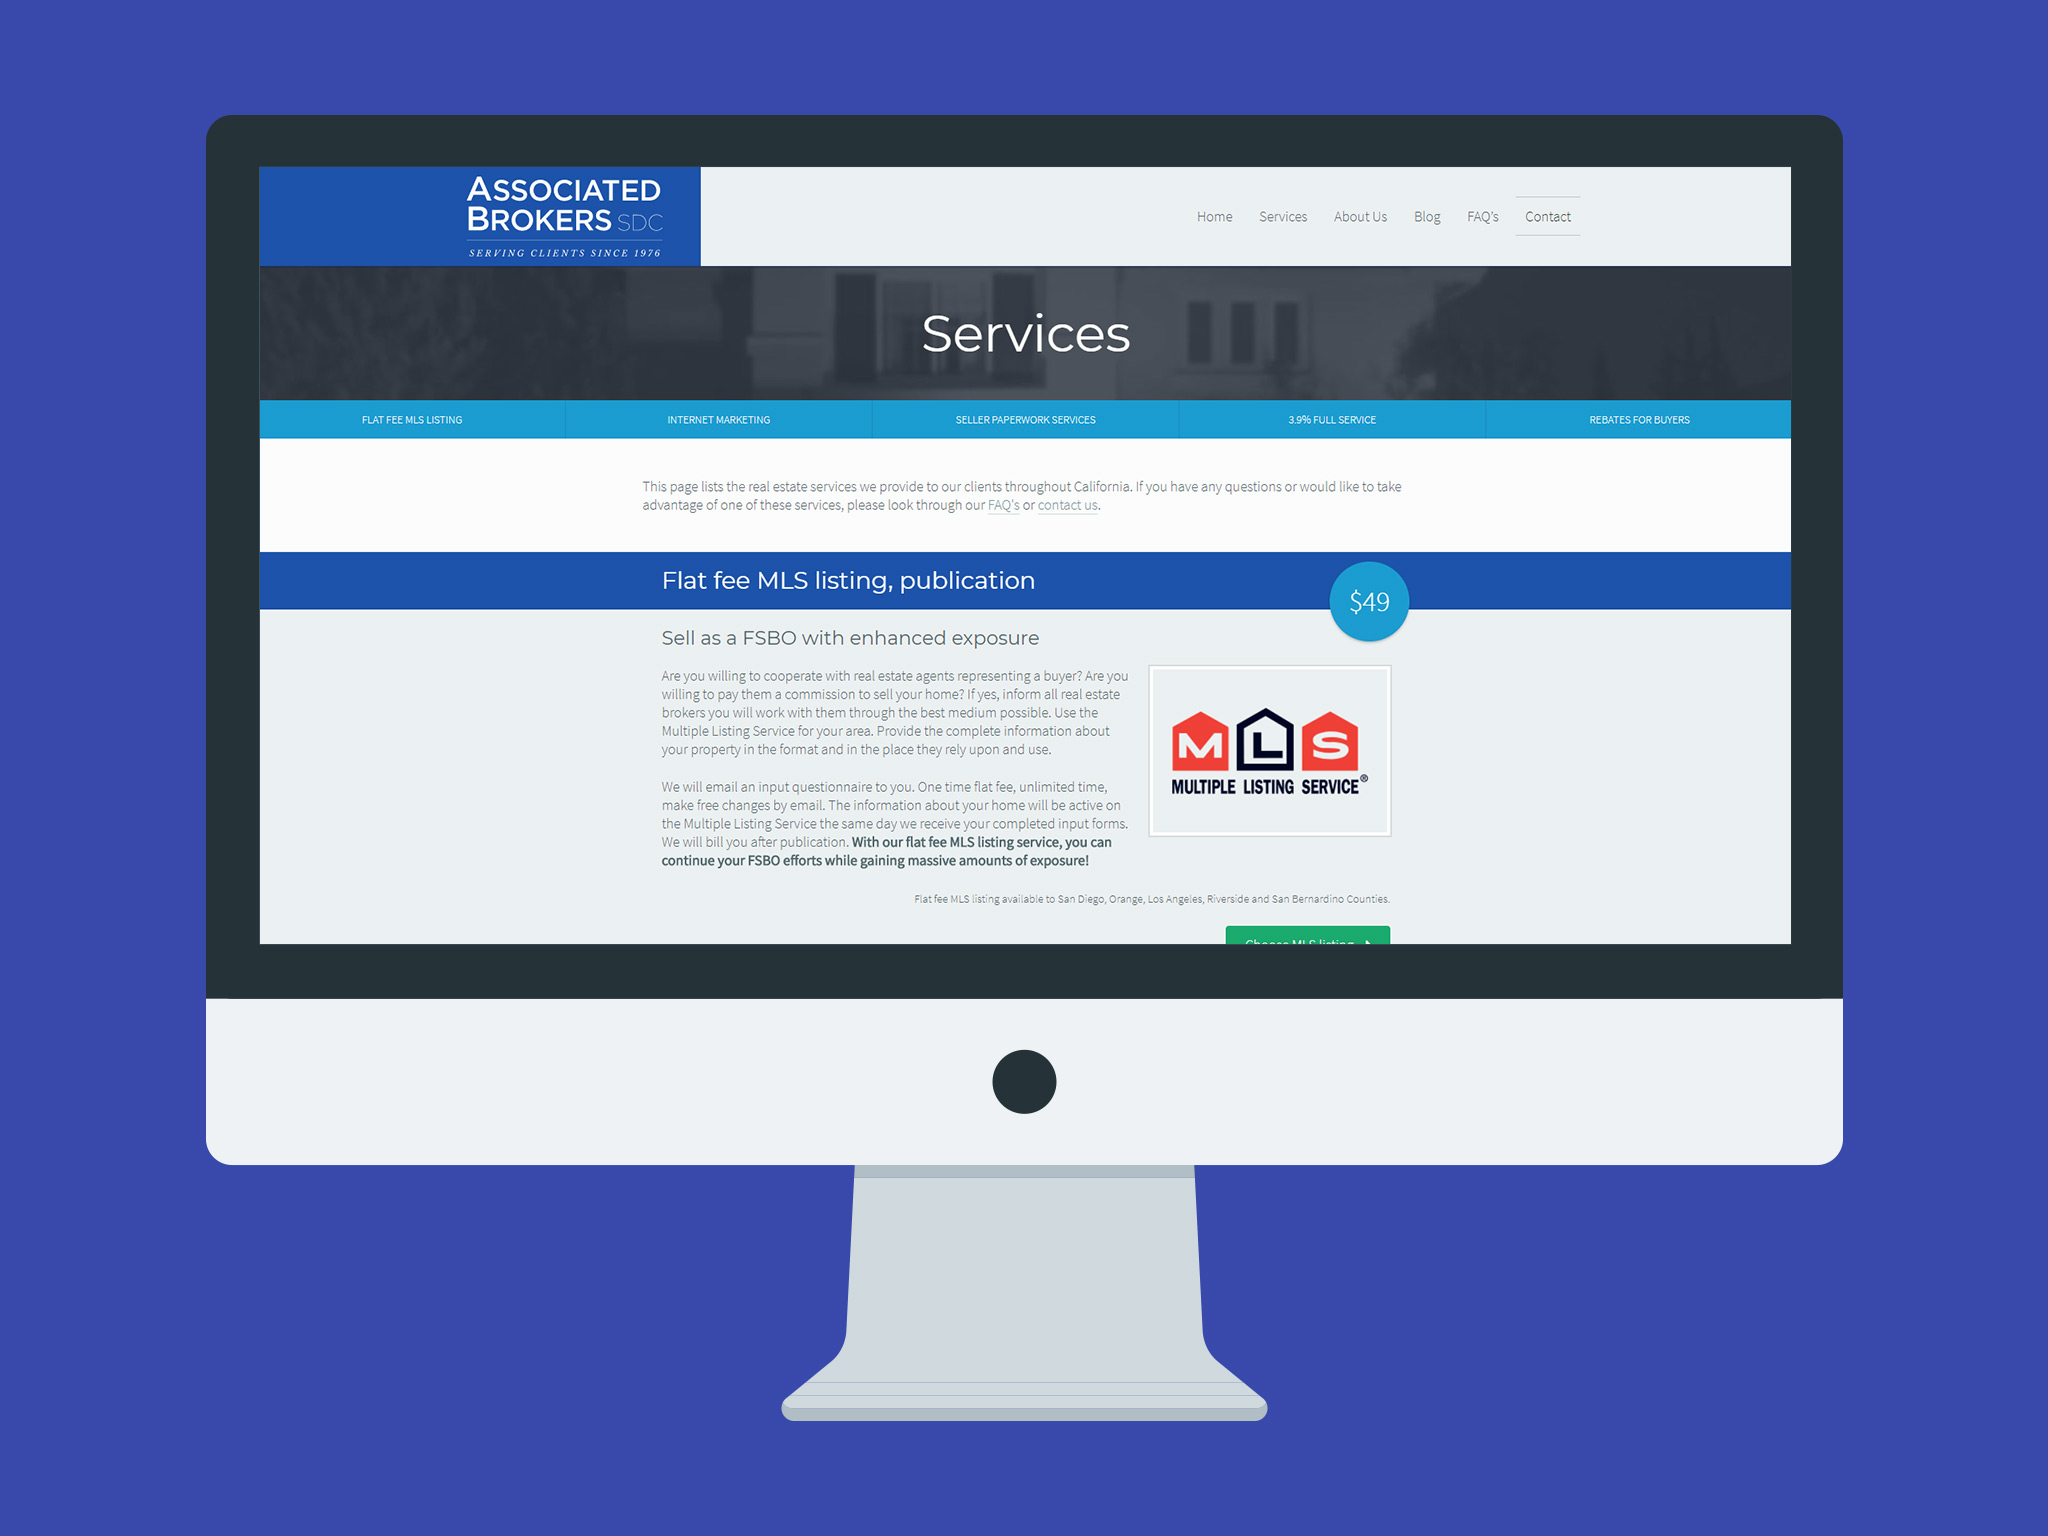 ASSOCIATED
BROKERS SDC
SERVING CLIENTS SINCE 1976
Home Services About Us Blog FAQ's Contact
Services
FLAT FEE MLS LISTING INTERNET MARKETING SELLER PAPERWORK SERVICES 3.9% FULL SERVICE REBATES FOR BUYERS
This page lists the real estate services we provide to our clients throughout California. If you have any questions or would like to take
advantage of one of these services, please look through our FAQ's or contact us.
Flat fee MLS listing, publication
$49
Sell as a FSBO with enhanced exposure
Are you willing to cooperate with real estate agents representing a buyer? Are you
willing to pay them a commission to sell your home? If yes, inform all real estate
brokers you will work with them through the best medium possible. Use the
Multiple Listing Service for your area. Provide the complete information about
your property in the format and in the place they rely upon and use.
We will email an input questionnaire to you. One time flat fee, unlimited time,
make free changes by email. The information about your home will be active on
the Multiple Listing Service the same day we receive your completed input forms.
We will bill you after publication. With our flat fee MLS listing service, you can
continue your FSBO efforts while gaining massive amounts of exposure!
MLS
MULTIPLE LISTING SERVICE®
Flat fee MLS listing available to San Diego, Orange, Los Angeles, Riverside and San Bernardino Counties.
Choose MLS listing